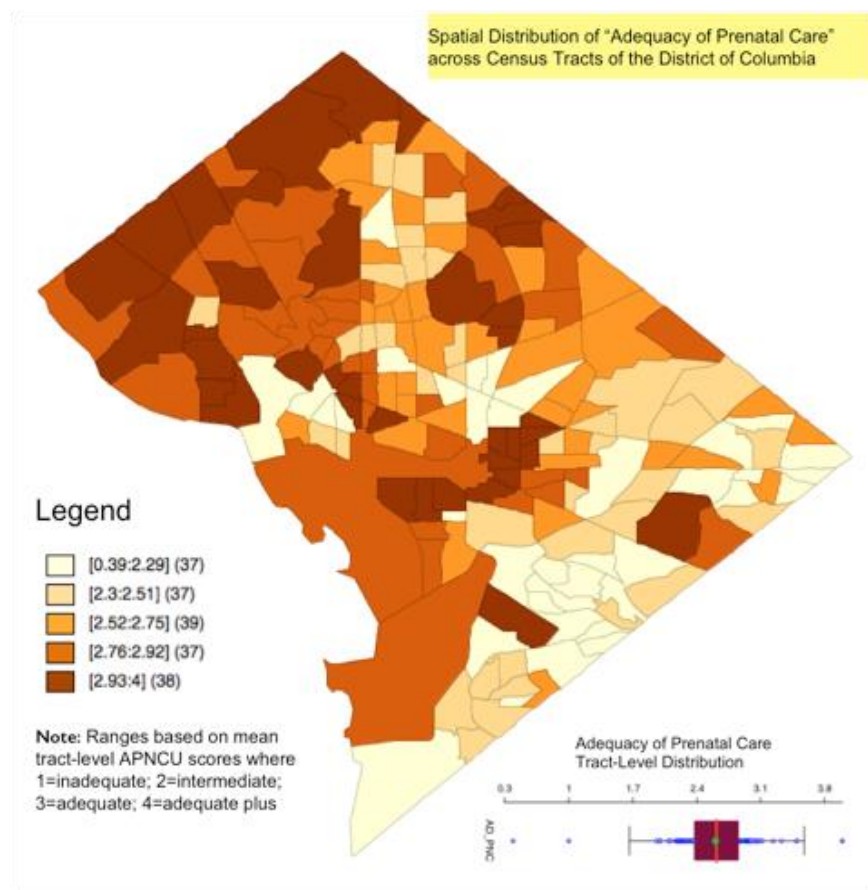 Spatial Distribution of “Adequacy of Prenatal Care”
across Census Tracts of the District of Columbia
Legend
[0.39:2.29] (37)
[2.3:2.51] (37)
[2.52:2.75] (39)
[2.76:2.92] (37)
[2.93:4] (38)
Note: Ranges based on mean
tract-level APNCU scores where
1=inadequate; 2=intermediate;
3=adequate; 4=adequate plus
Adequacy of Prenatal Care
Tract-Level Distribution
0.3 1 1.7 2.4 3.1 3.8
AD_PNC